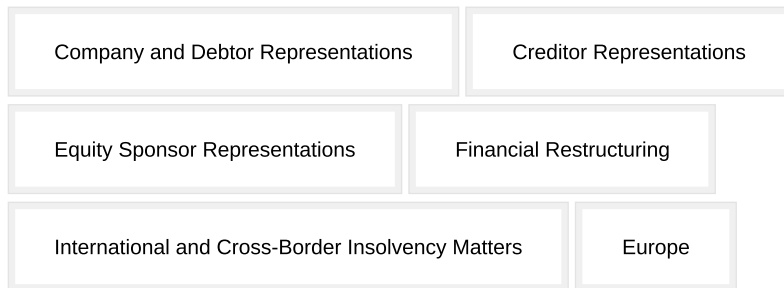 Company and Debtor Representations
Creditor Representations
Equity Sponsor Representations
Financial Restructuring
International and Cross-Border Insolvency Matters
Europe